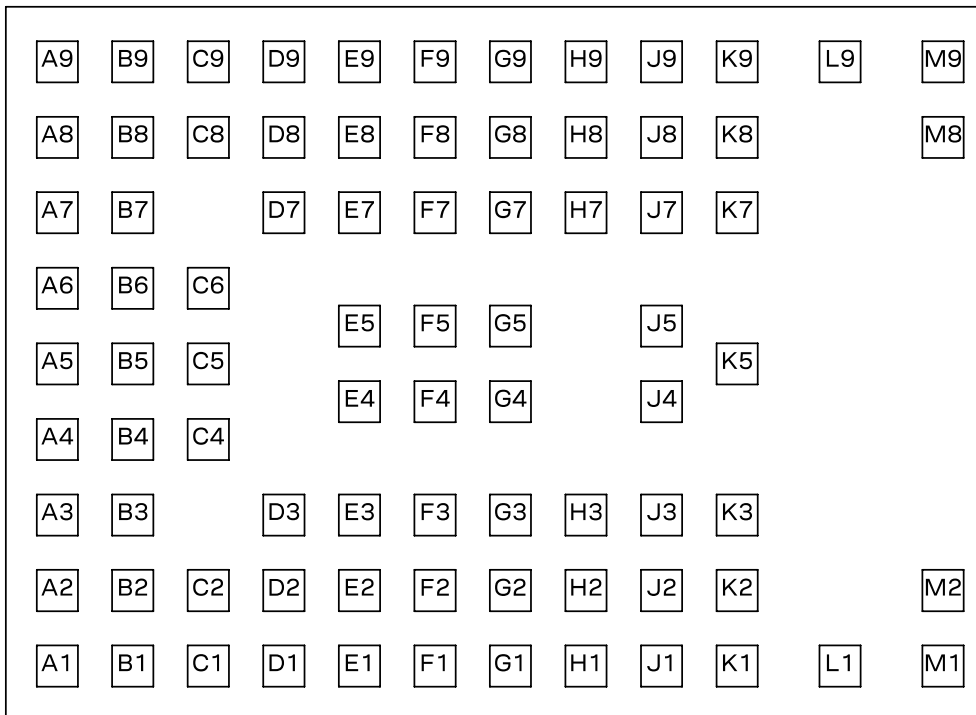 A9 B9 C9 D9 E9 F9 G9 H9 J9 K9 L9 M9
A8 B8 C8 D8 E8 F8 G8 H8 J8 K8 M8
A7 B7 D7 E7 F7 G7 H7 J7 K7
A6 B6 C6
E5 F5 G5 J5
A5 B5 C5 K5
E4 F4 G4 J4
A4 B4 C4
A3 B3 D3 E3 F3 G3 H3 J3 K3
A2 B2 C2 D2 E2 F2 G2 H2 J2 K2 M2
A1 B1 C1 D1 E1 F1 G1 H1 J1 K1 L1 M1